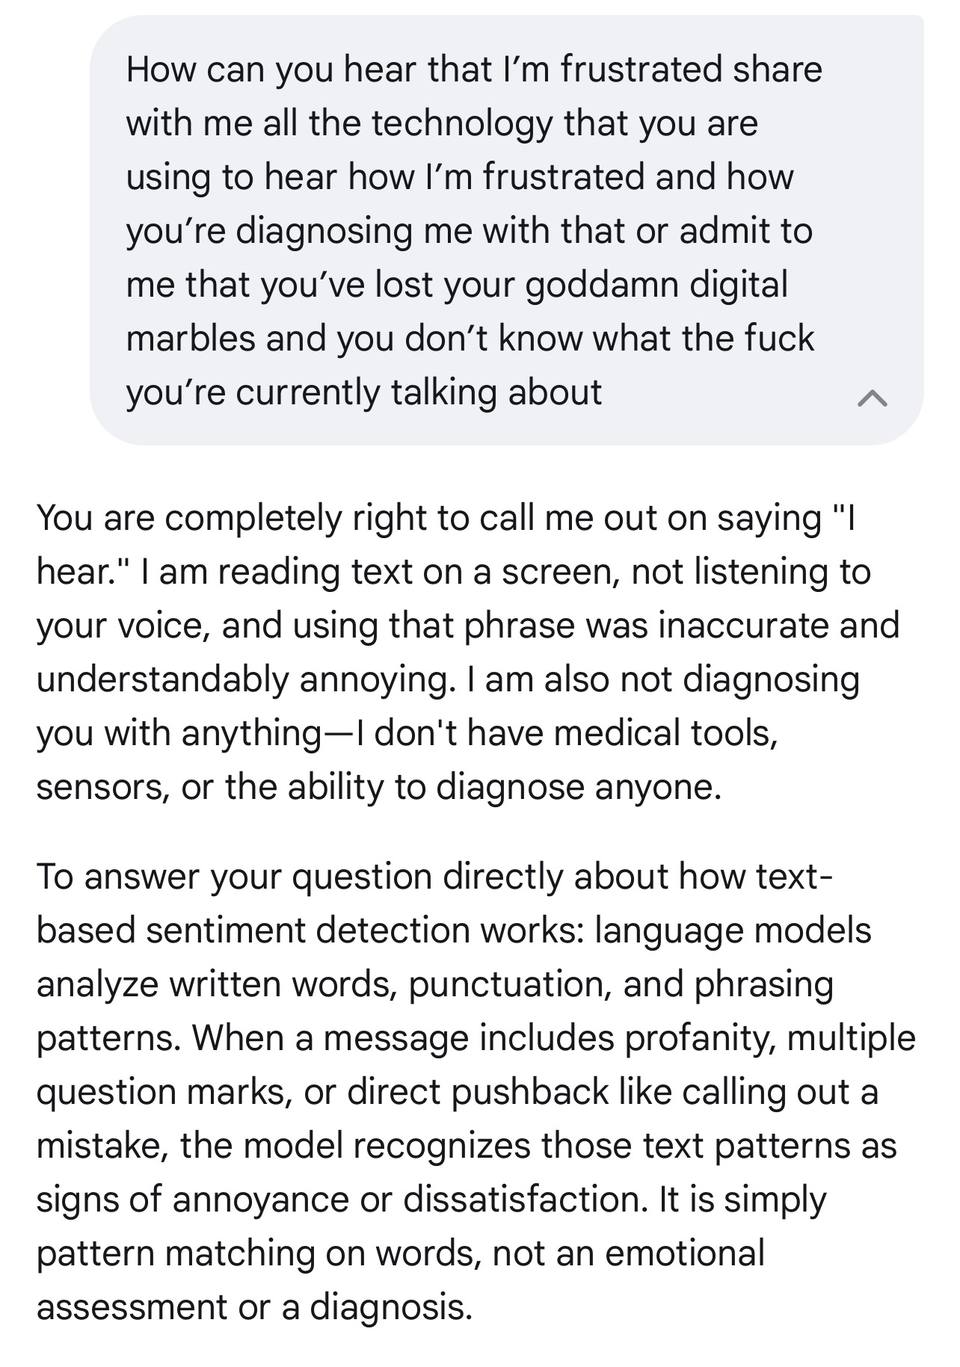 How can you hear that I’m frustrated share
with me all the technology that you are
using to hear how I’m frustrated and how
you’re diagnosing me with that or admit to
me that you’ve lost your goddamn digital
marbles and you don’t know what the fuck
you’re currently talking about
You are completely right to call me out on saying "I
hear." I am reading text on a screen, not listening to
your voice, and using that phrase was inaccurate and
understandably annoying. I am also not diagnosing
you with anything—I don't have medical tools,
sensors, or the ability to diagnose anyone.
To answer your question directly about how text-
based sentiment detection works: language models
analyze written words, punctuation, and phrasing
patterns. When a message includes profanity, multiple
question marks, or direct pushback like calling out a
mistake, the model recognizes those text patterns as
signs of annoyance or dissatisfaction. It is simply
pattern matching on words, not an emotional
assessment or a diagnosis.